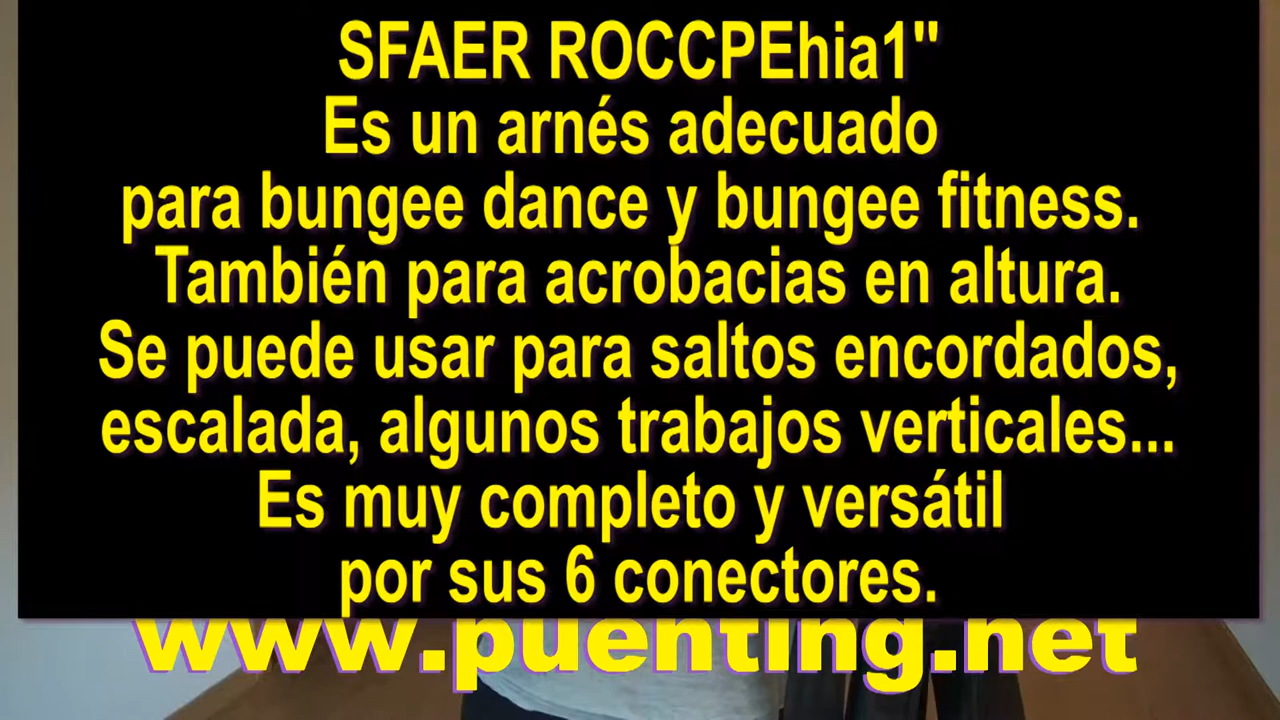 SFAER ROCCPEhia1"
Es un arnés adecuado
para bungee dance y bungee fitness.
También para acrobacias en altura.
Se puede usar para saltos encordados,
escalada, algunos trabajos verticales...
Es muy completo y versátil
por sus 6 conectores.
www.puenting.net